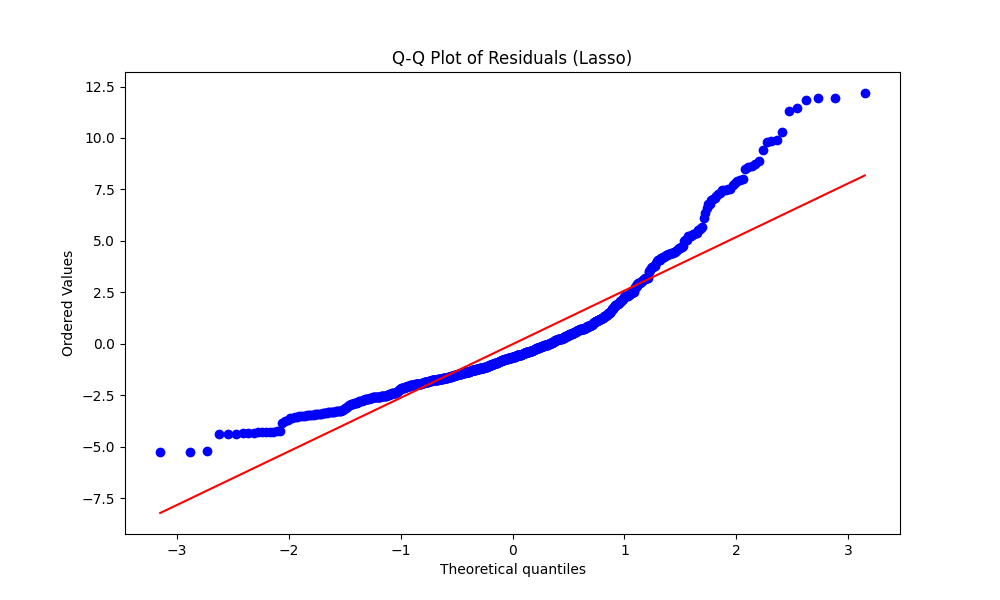 Q-Q Plot of Residuals (Lasso)
12.5
10.0
7.5
5.0
2.5
0.0
−2.5
−5.0
−7.5
Ordered Values
−3 −2 −1 0 1 2 3
Theoretical quantiles